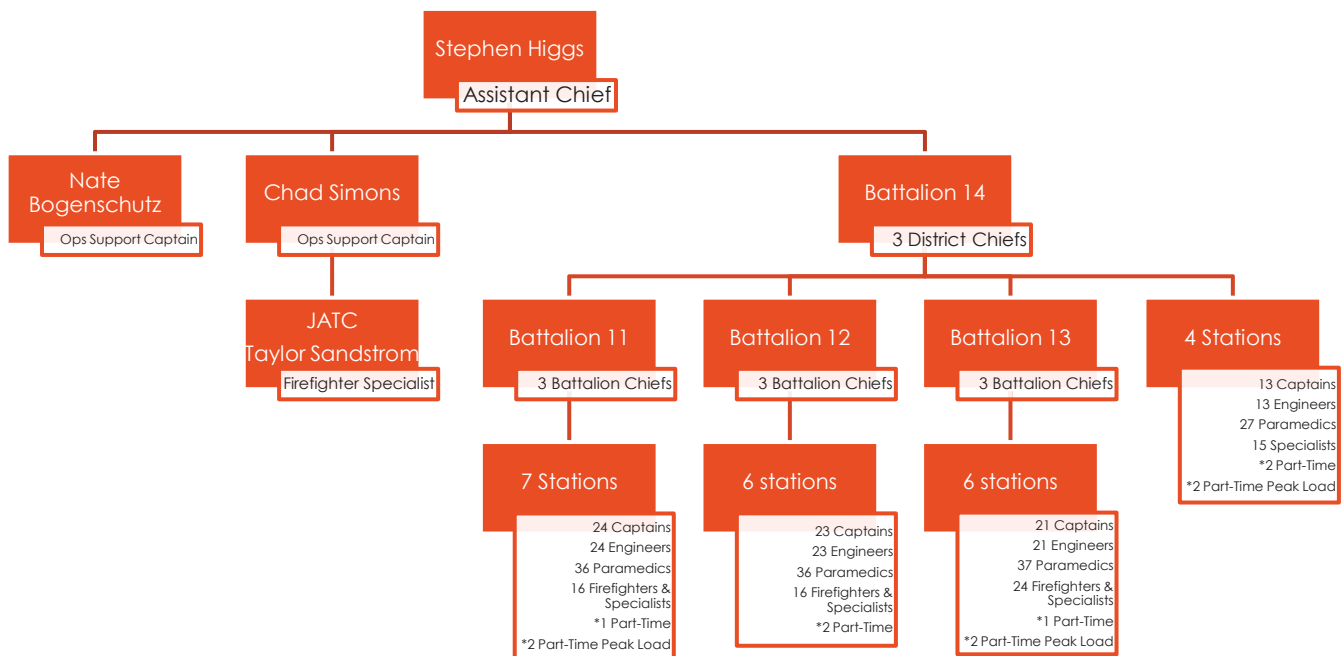 Stephen Higgs
Assistant Chief
Nate
Bogenschutz
Ops Support Captain
Chad Simons
Ops Support Captain
Battalion 14
3 District Chiefs
JATC
Taylor Sandstrom
Firefighter Specialist
Battalion 11
3 Battalion Chiefs
Battalion 12
3 Battalion Chiefs
Battalion 13
3 Battalion Chiefs
4 Stations
13 Captains
13 Engineers
27 Paramedics
15 Specialists
*2 Part-Time
*2 Part-Time Peak Load
7 Stations
24 Captains
24 Engineers
36 Paramedics
16 Firefighters &
Specialists
*1 Part-Time
*2 Part-Time Peak Load
6 stations
23 Captains
23 Engineers
36 Paramedics
16 Firefighters &
Specialists
*2 Part-Time
6 stations
21 Captains
21 Engineers
37 Paramedics
24 Firefighters &
Specialists
*1 Part-Time
*2 Part-Time Peak Load